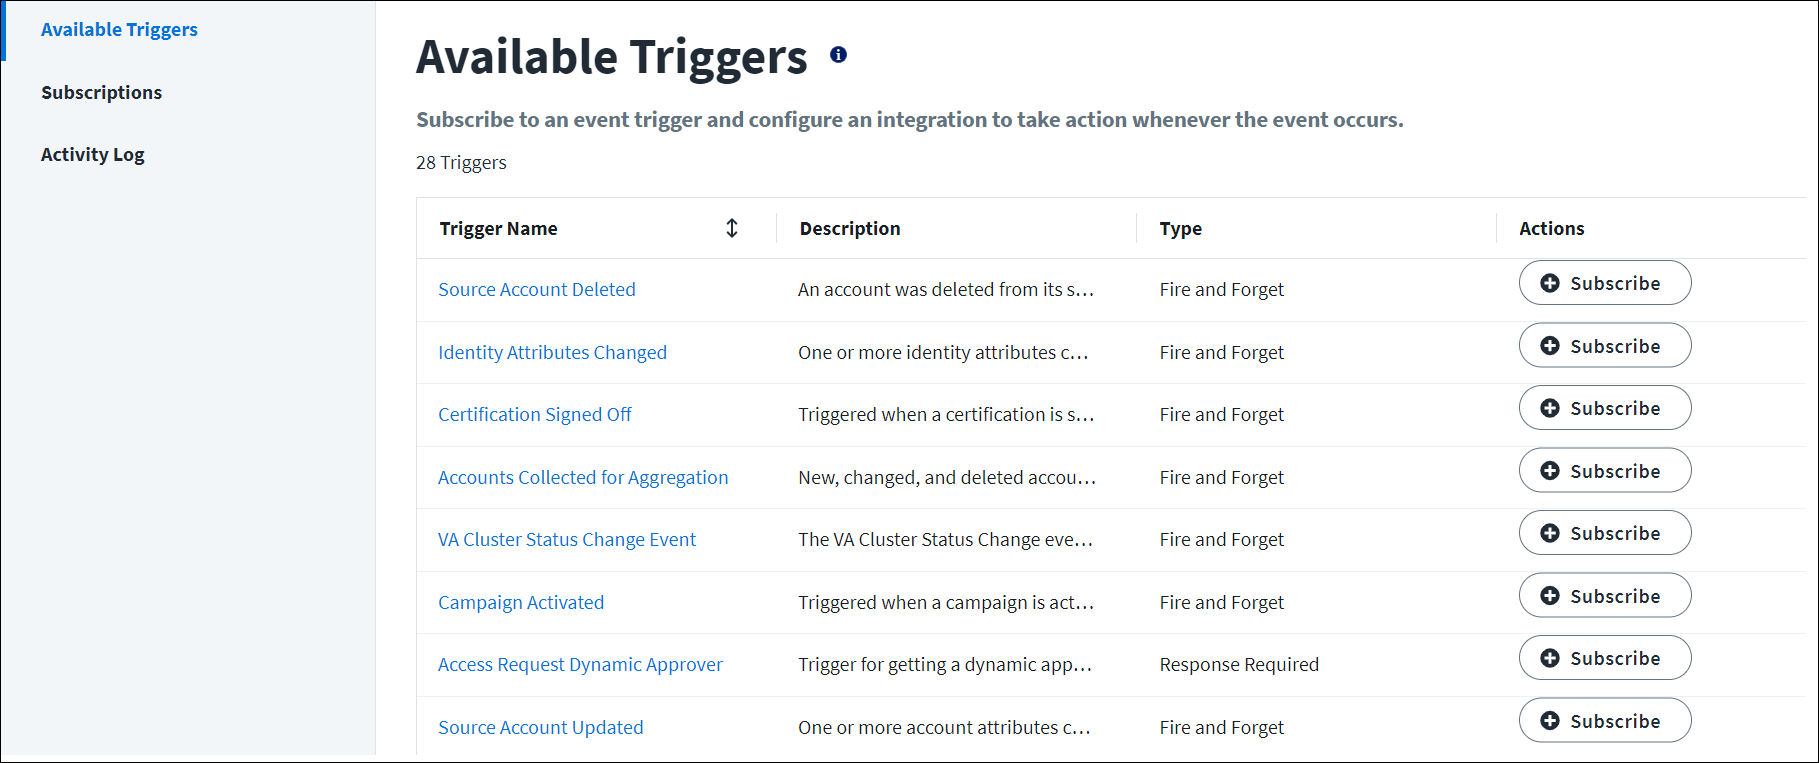 Available Triggers
Subscriptions
Activity Log
Available Triggers
Subscribe to an event trigger and configure an integration to take action whenever the event occurs.
28 Triggers
Trigger Name Description Type Actions
Source Account Deleted An account was deleted from its s... Fire and Forget Subscribe
Identity Attributes Changed One or more identity attributes c... Fire and Forget Subscribe
Certification Signed Off Triggered when a certification is s... Fire and Forget Subscribe
Accounts Collected for Aggregation New, changed, and deleted accou... Fire and Forget Subscribe
VA Cluster Status Change Event The VA Cluster Status Change eve... Fire and Forget Subscribe
Campaign Activated Triggered when a campaign is act... Fire and Forget Subscribe
Access Request Dynamic Approver Trigger for getting a dynamic app... Response Required Subscribe
Source Account Updated One or more account attributes c... Fire and Forget Subscribe